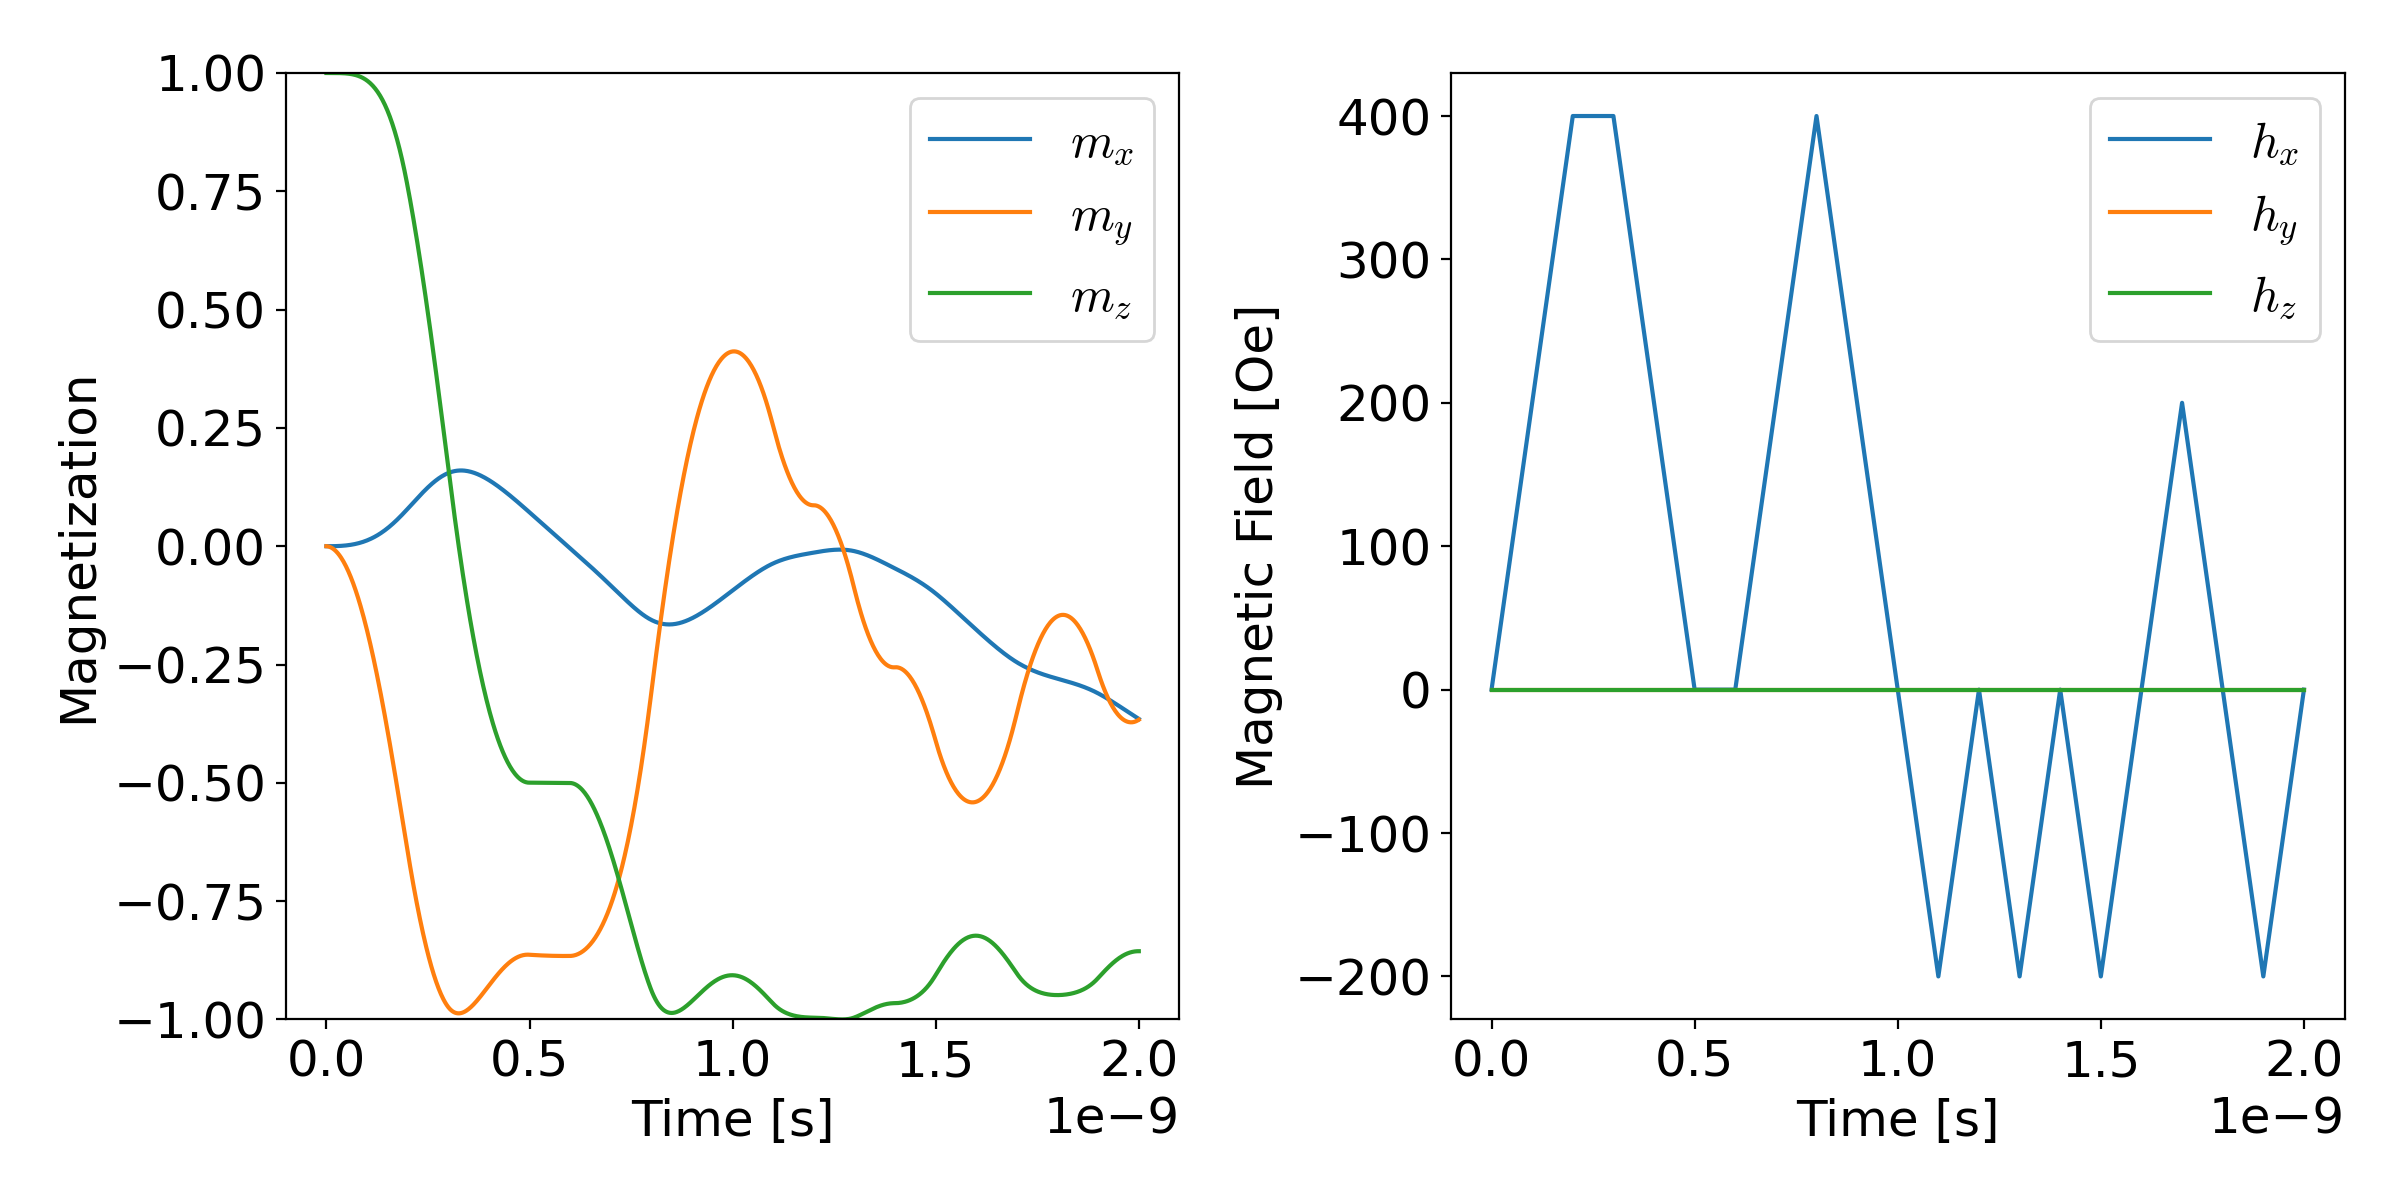 Magnetization
1.00
0.75
0.50
0.25
0.00
−0.25
−0.50
−0.75
−1.00
0.0 0.5 1.0 1.5 2.0
Time [s]
1e−9
m_x
m_y
m_z
Magnetic Field [Oe]
400
300
200
100
0
−100
−200
0.0 0.5 1.0 1.5 2.0
Time [s]
1e−9
h_x
h_y
h_z